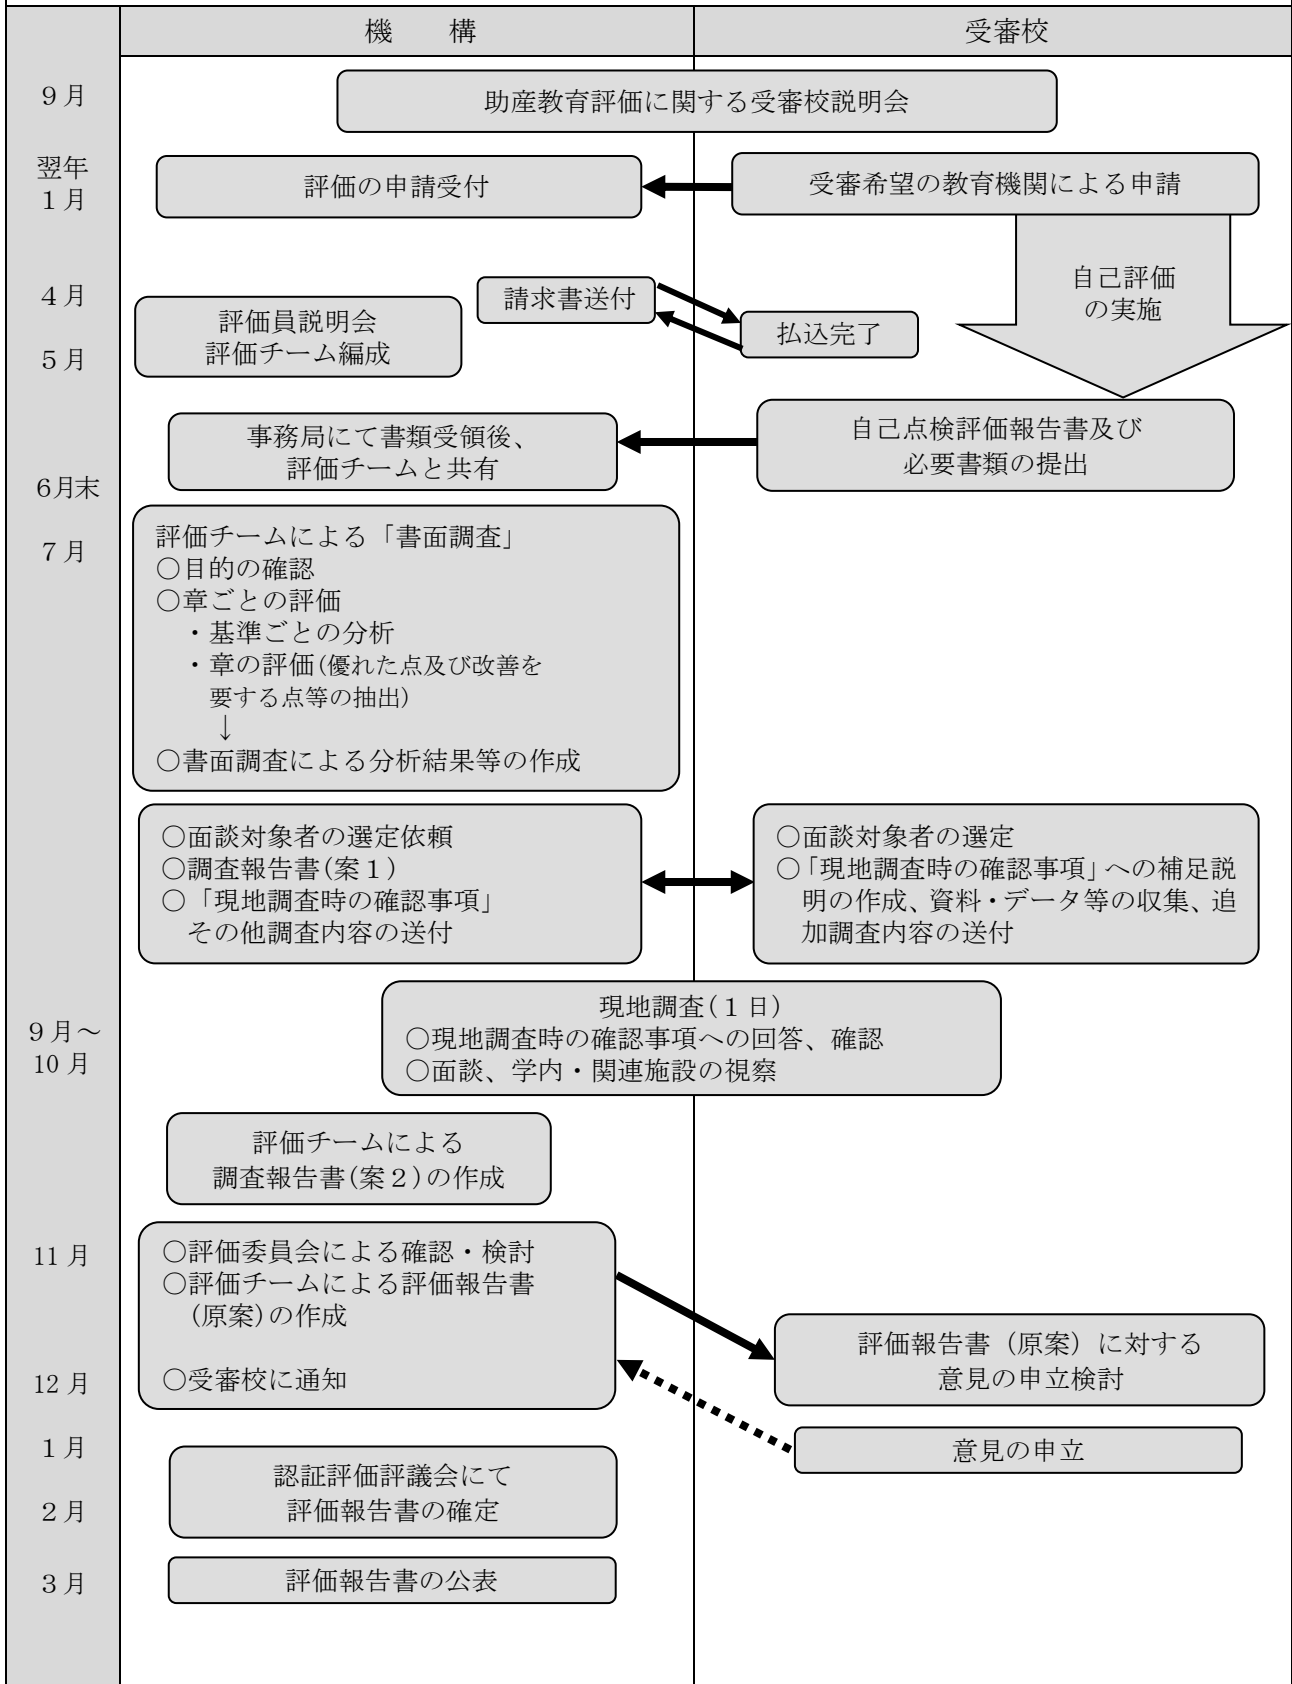 機　構
受審校
９月
助産教育評価に関する受審校説明会
翌年
１月
評価の申請受付
受審希望の教育機関による申請
自己評価
の実施
４月
請求書送付
払込完了
評価員説明会
評価チーム編成
５月
事務局にて書類受領後、
評価チームと共有
自己点検評価報告書及び
必要書類の提出
6月末
７月
評価チームによる「書面調査」
○目的の確認
○章ごとの評価
・基準ごとの分析
・章の評価(優れた点及び改善を
要する点等の抽出)
↓
○書面調査による分析結果等の作成
○面談対象者の選定依頼
○調査報告書(案１)
○「現地調査時の確認事項」
その他調査内容の送付
○面談対象者の選定
○「現地調査時の確認事項」への補足説
明の作成、資料・データ等の収集、追
加調査内容の送付
９月～
10 月
現地調査(１日)
○現地調査時の確認事項への回答、確認
○面談、学内・関連施設の視察
評価チームによる
調査報告書(案２)の作成
11 月
○評価委員会による確認・検討
○評価チームによる評価報告書
(原案)の作成
12 月
○受審校に通知
評価報告書（原案）に対する
意見の申立検討
１月
意見の申立
認証評価評議会にて
評価報告書の確定
２月
３月
評価報告書の公表